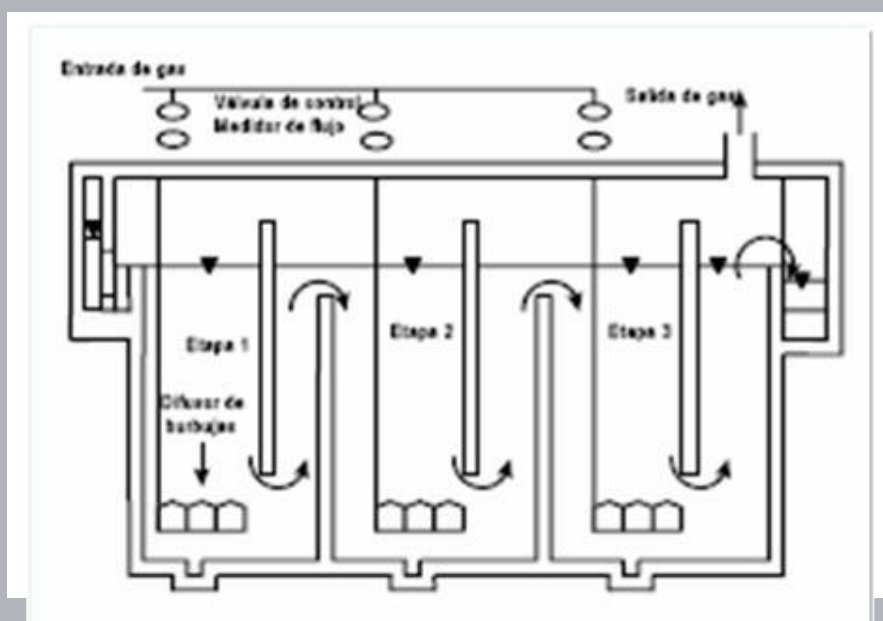 Entrada de gas
Válvula de control
Medidor de flujo
Salida de gas
Etapa 1
Etapa 2
Etapa 3
Difusor de
burbujas